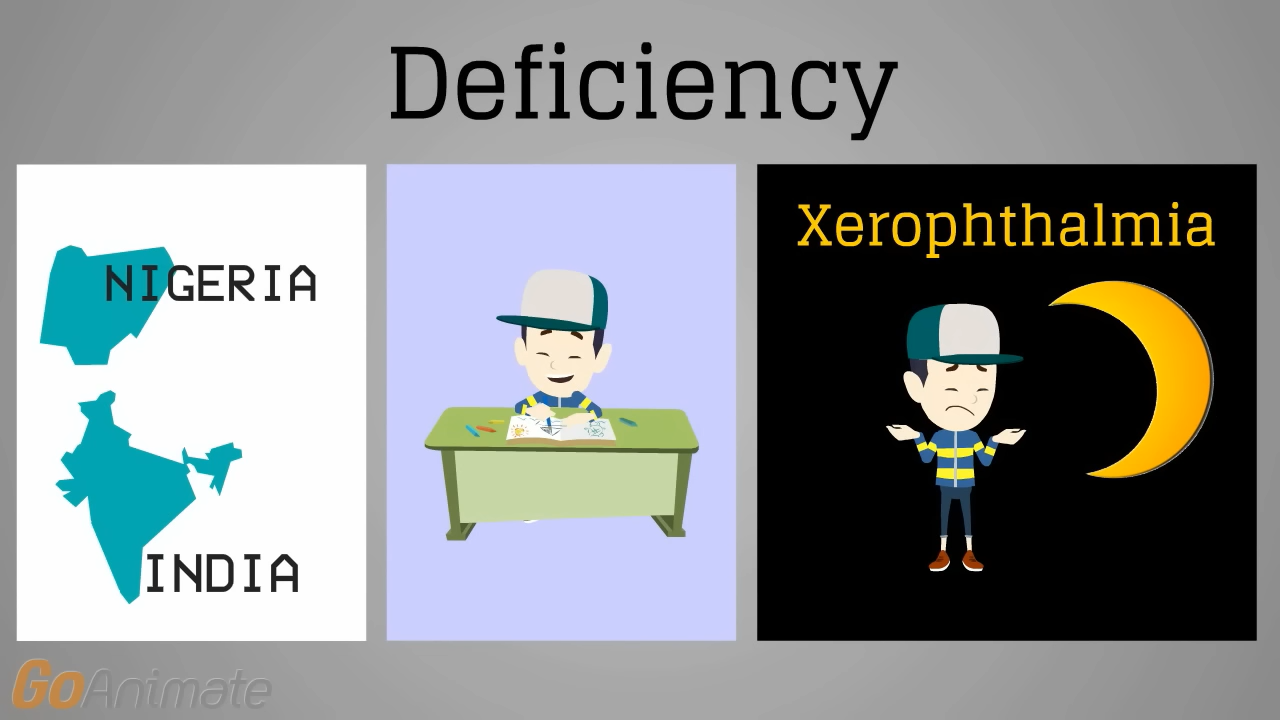 Deficiency
NIGERIA
INDIA
Xerophthalmia
GoAnimate